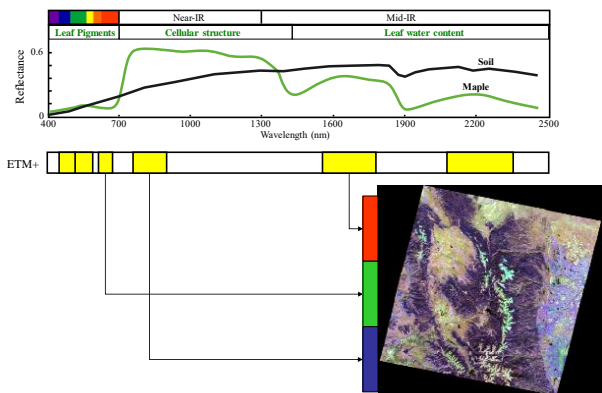 Near-IR Mid-IR
Leaf Pigments Cellular structure Leaf water content
0.6
Soil
Reflectance
Maple
0
400 700 1000 1300 1600 1900 2200 2500
Wavelength (nm)
ETM+